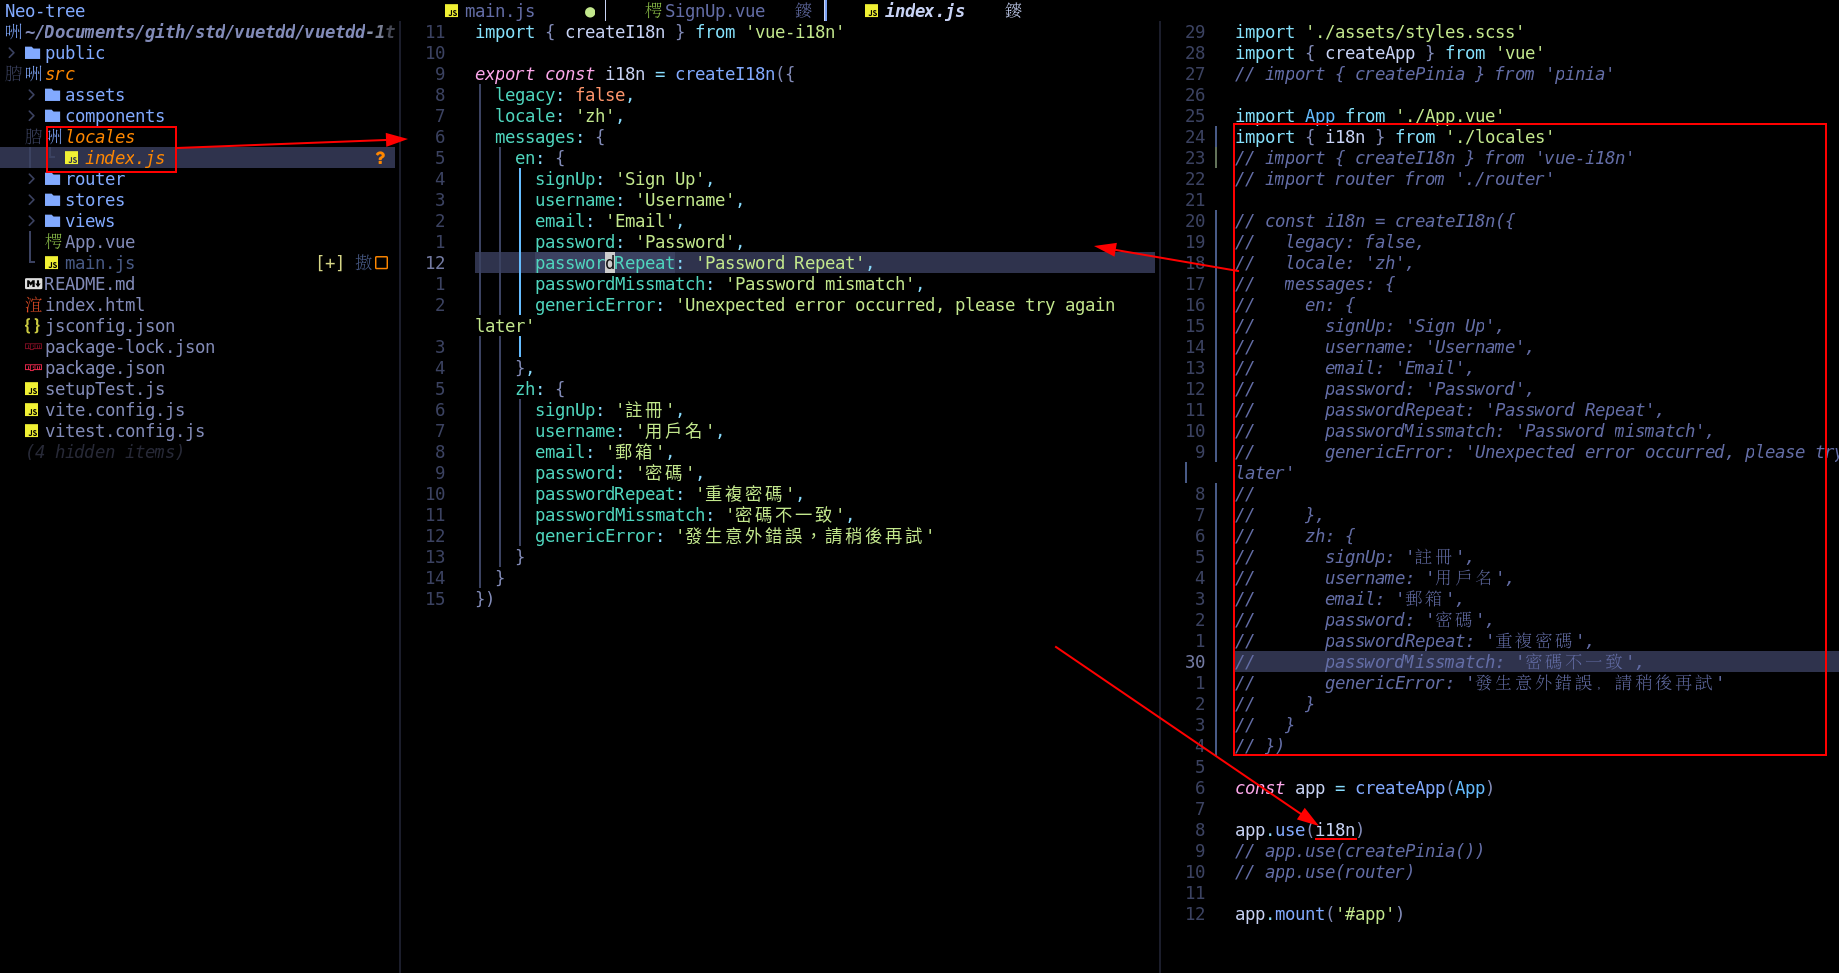 Neo-tree
~/Documents/gith/std/vuetdd/vuetdd-1t
public
src
assets
components
locales
index.js ?
router
stores
views
App.vue
main.js [+]
README.md
index.html
jsconfig.json
package-lock.json
package.json
setupTest.js
vite.config.js
vitest.config.js
(4 hidden items)
main.js ● SignUp.vue index.js
11 import { createI18n } from 'vue-i18n'
10
9 export const i18n = createI18n({
8 legacy: false,
7 locale: 'zh',
6 messages: {
5 en: {
4 signUp: 'Sign Up',
3 username: 'Username',
2 email: 'Email',
1 password: 'Password',
12 passwordRepeat: 'Password Repeat',
1 passwordMissmatch: 'Password mismatch',
2 genericError: 'Unexpected error occurred, please try again
later'
3
4 },
5 zh: {
6 signUp: '註冊',
7 username: '用戶名',
8 email: '郵箱',
9 password: '密碼',
10 passwordRepeat: '重複密碼',
11 passwordMissmatch: '密碼不一致',
12 genericError: '發生意外錯誤，請稍後再試'
13 }
14 }
15 })
29 import './assets/styles.scss'
28 import { createApp } from 'vue'
27 // import { createPinia } from 'pinia'
26
25 import App from './App.vue'
24 import { i18n } from './locales'
23 // import { createI18n } from 'vue-i18n'
22 // import router from './router'
21
20 // const i18n = createI18n({
19 // legacy: false,
18 // locale: 'zh',
17 // messages: {
16 // en: {
15 // signUp: 'Sign Up',
14 // username: 'Username',
13 // email: 'Email',
12 // password: 'Password',
11 // passwordRepeat: 'Password Repeat',
10 // passwordMissmatch: 'Password mismatch',
9 // genericError: 'Unexpected error occurred, please try
later'
8 //
7 // },
6 // zh: {
5 // signUp: '註冊',
4 // username: '用戶名',
3 // email: '郵箱',
2 // password: '密碼',
1 // passwordRepeat: '重複密碼',
30 // passwordMissmatch: '密碼不一致',
1 // genericError: '發生意外錯誤，請稍後再試'
2 // }
3 // }
4 // })
5
6 const app = createApp(App)
7
8 app.use(i18n)
9 // app.use(createPinia())
10 // app.use(router)
11
12 app.mount('#app')